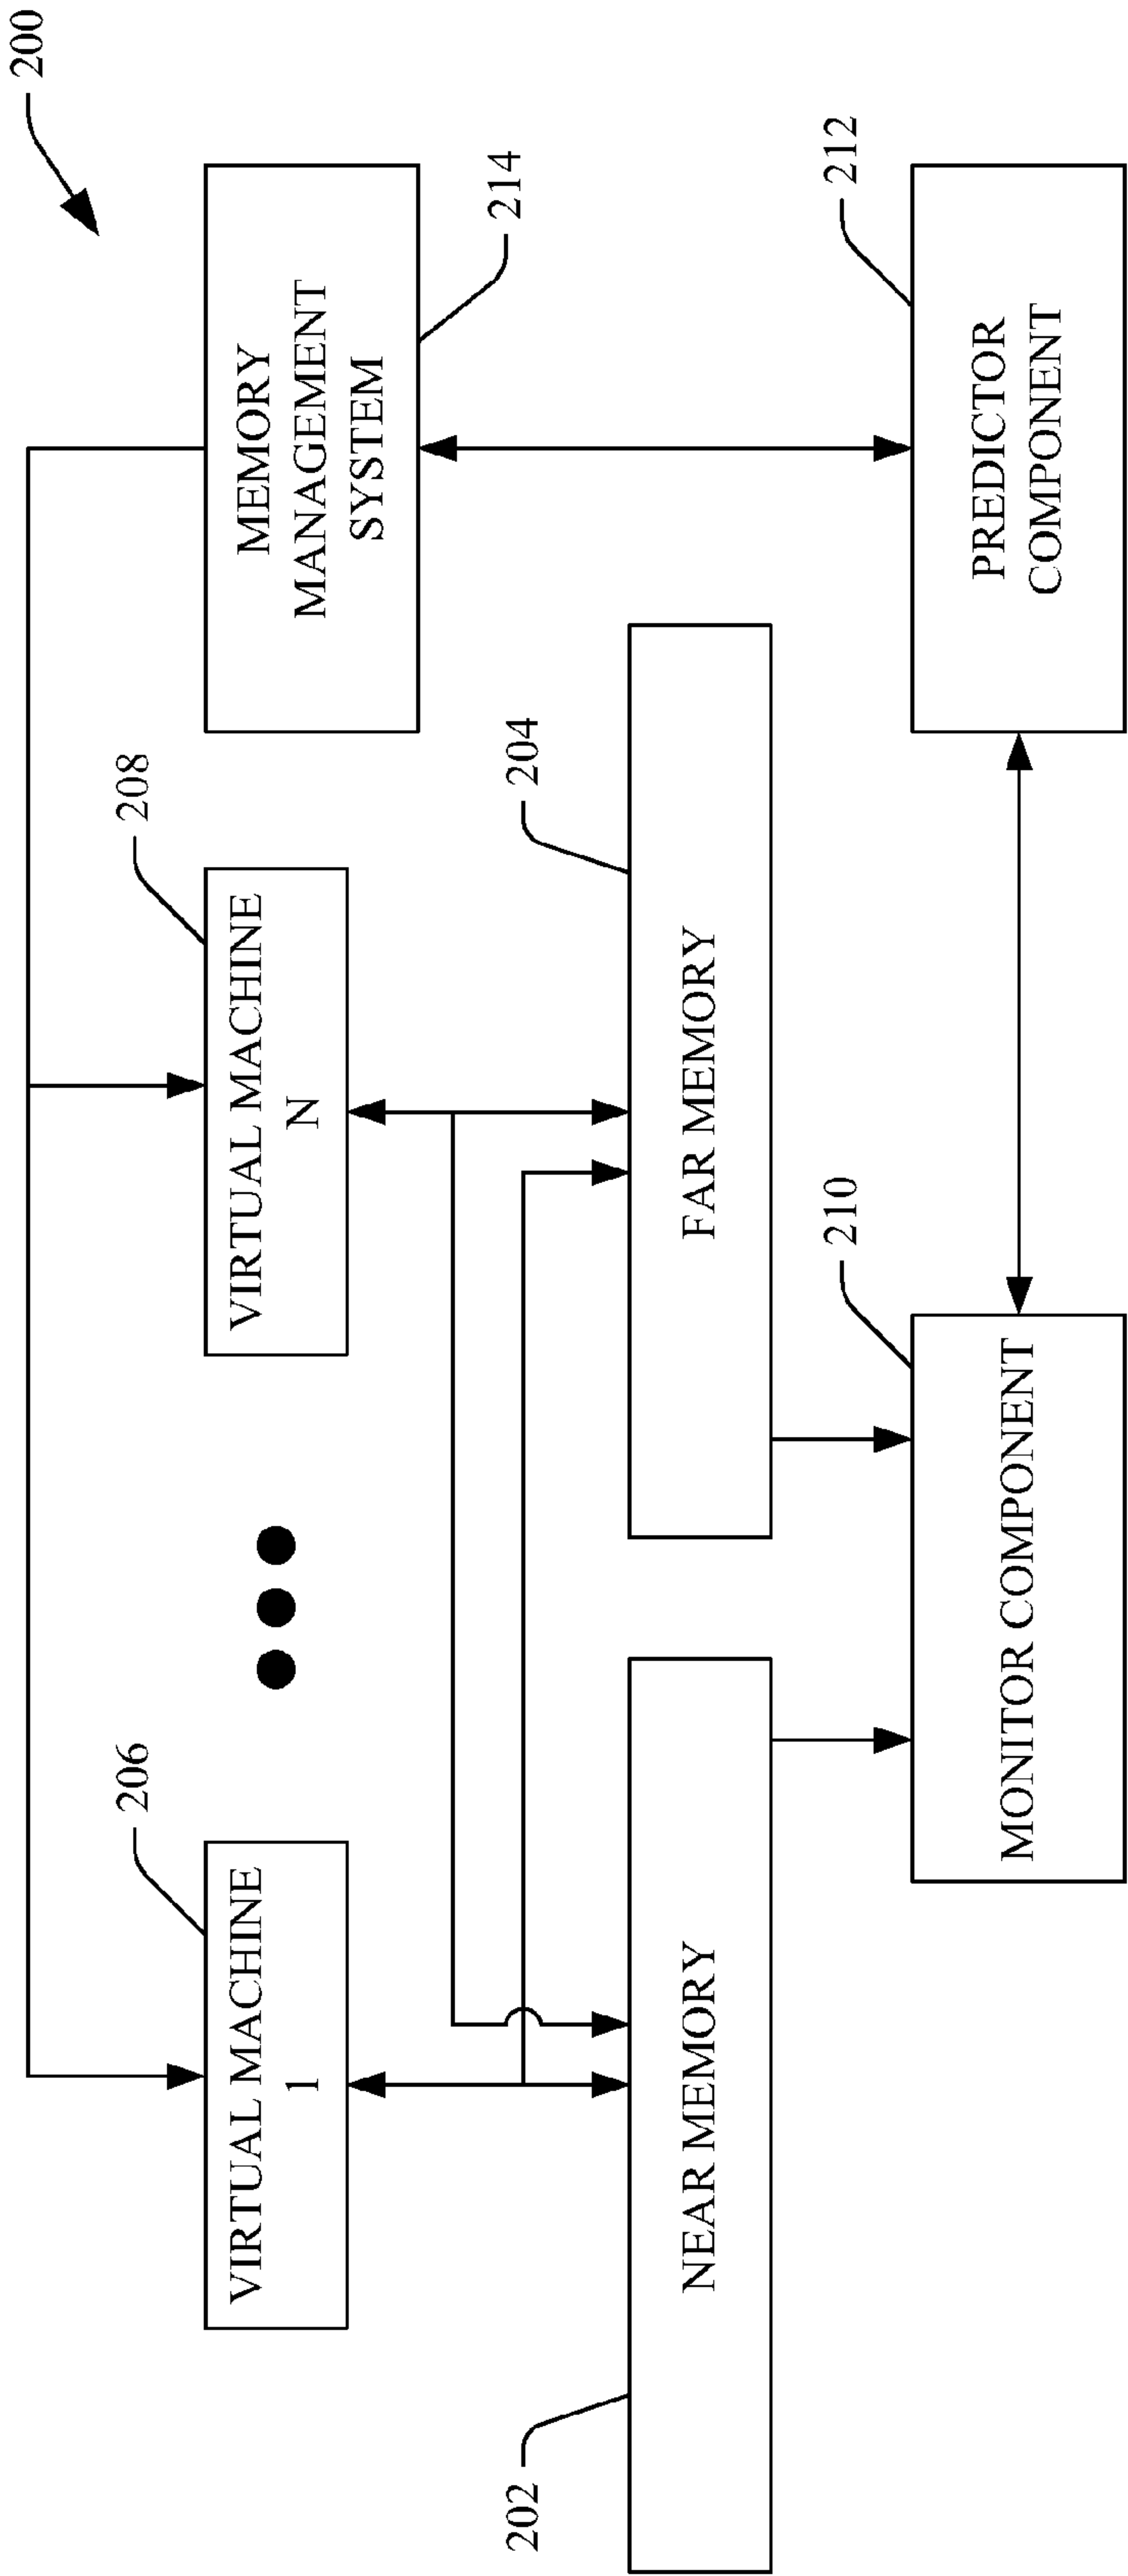 200
206
208
VIRTUAL MACHINE
1
VIRTUAL MACHINE
N
MEMORY
MANAGEMENT
SYSTEM
214
202
204
NEAR MEMORY
FAR MEMORY
210
212
MONITOR COMPONENT
PREDICTOR
COMPONENT